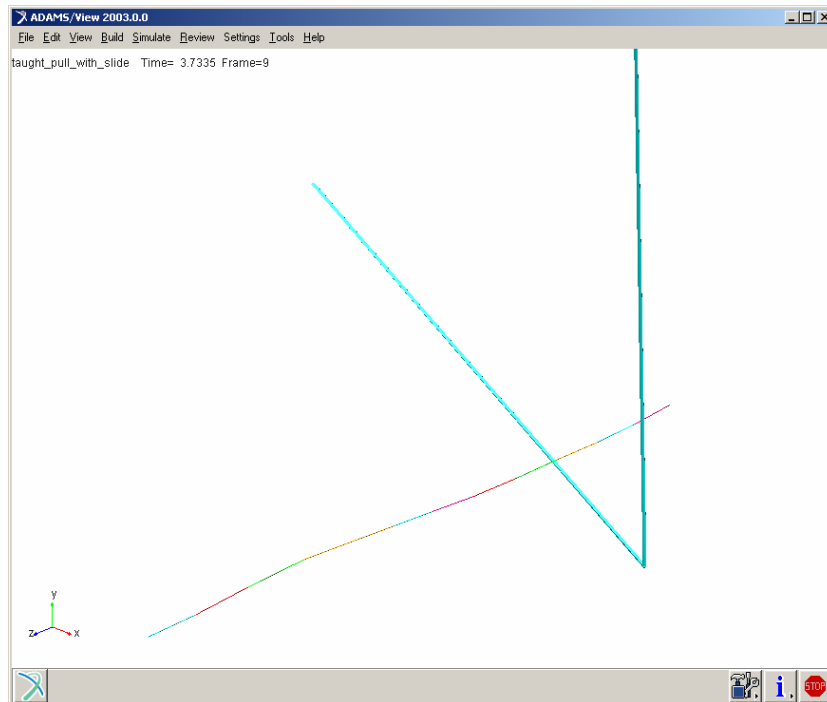 ADAMS/View 2003.0.0
File Edit View Build Simulate Review Settings Tools Help
taught_pull_with_slide Time= 3.7335 Frame=9
y
z x
i
STOP